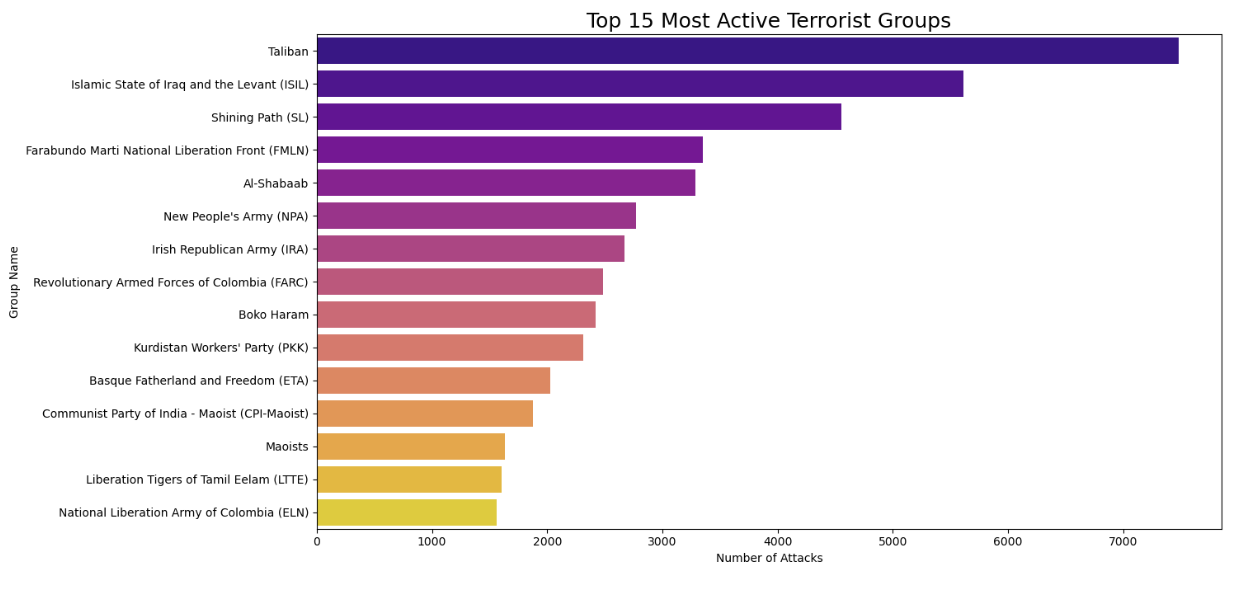 Top 15 Most Active Terrorist Groups
Group Name
Taliban
Islamic State of Iraq and the Levant (ISIL)
Shining Path (SL)
Farabundo Marti National Liberation Front (FMLN)
Al-Shabaab
New People's Army (NPA)
Irish Republican Army (IRA)
Revolutionary Armed Forces of Colombia (FARC)
Boko Haram
Kurdistan Workers' Party (PKK)
Basque Fatherland and Freedom (ETA)
Communist Party of India - Maoist (CPI-Maoist)
Maoists
Liberation Tigers of Tamil Eelam (LTTE)
National Liberation Army of Colombia (ELN)
0 1000 2000 3000 4000 5000 6000 7000
Number of Attacks